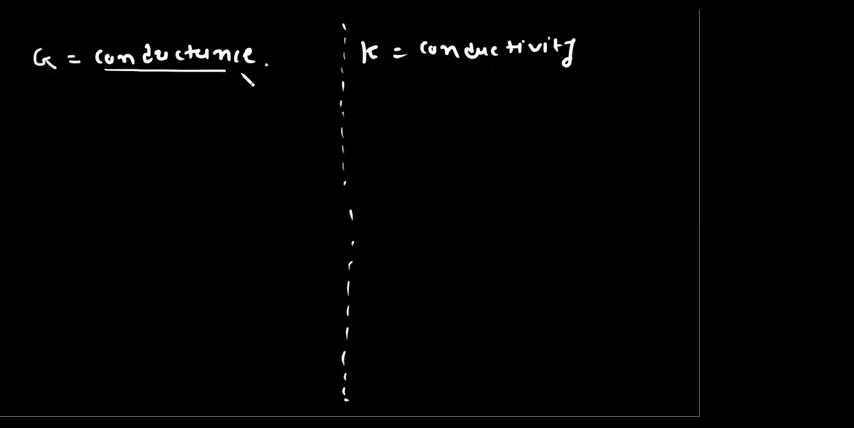 G = conductance.
K = conductivity